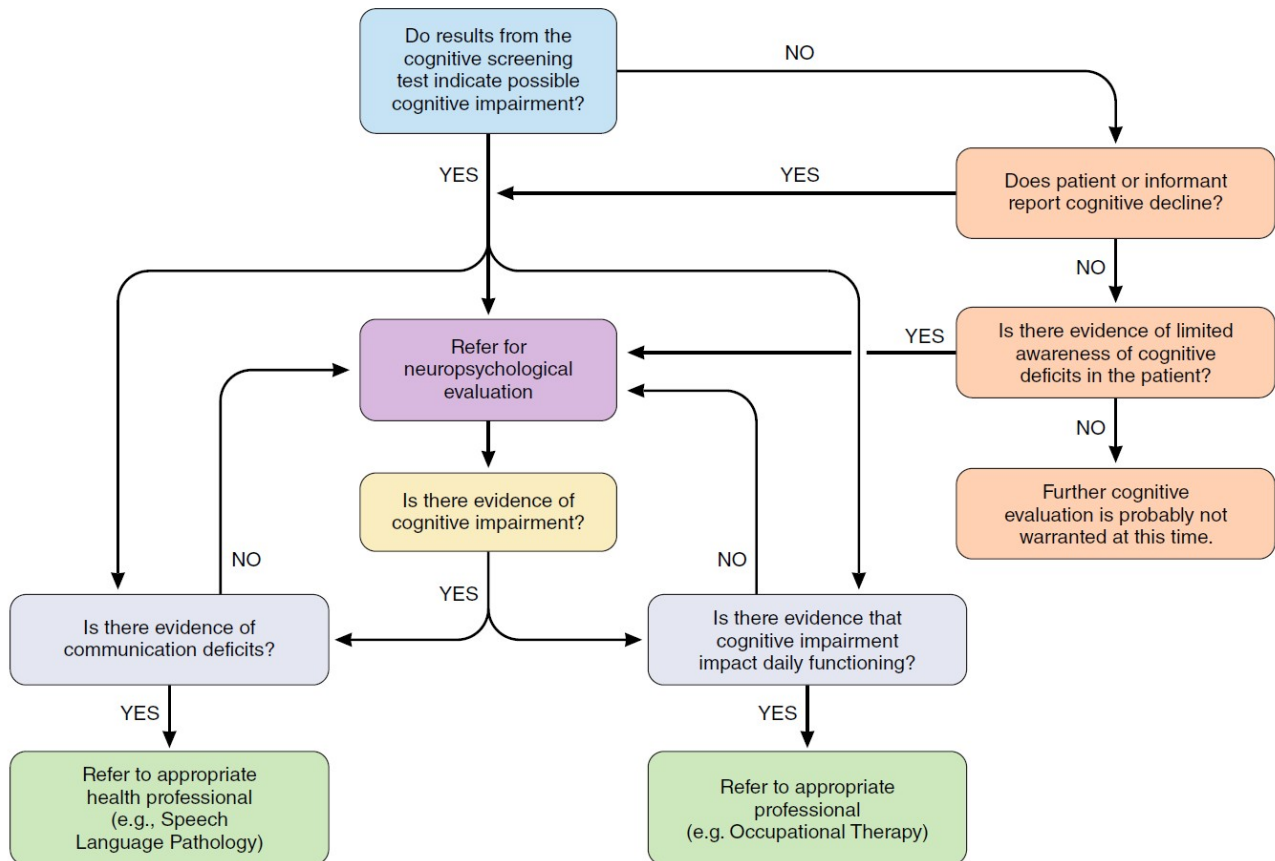 Do results from the
cognitive screening
test indicate possible
cognitive impairment?
NO
YES
YES
Does patient or informant
report cognitive decline?
NO
Refer for
neuropsychological
evaluation
YES
Is there evidence of limited
awareness of cognitive
deficits in the patient?
NO
Is there evidence of
cognitive impairment?
Further cognitive
evaluation is probably not
warranted at this time.
NO
YES
NO
Is there evidence of
communication deficits?
Is there evidence that
cognitive impairment
impact daily functioning?
YES
YES
Refer to appropriate
health professional
(e.g., Speech
Language Pathology)
Refer to appropriate
professional
(e.g. Occupational Therapy)